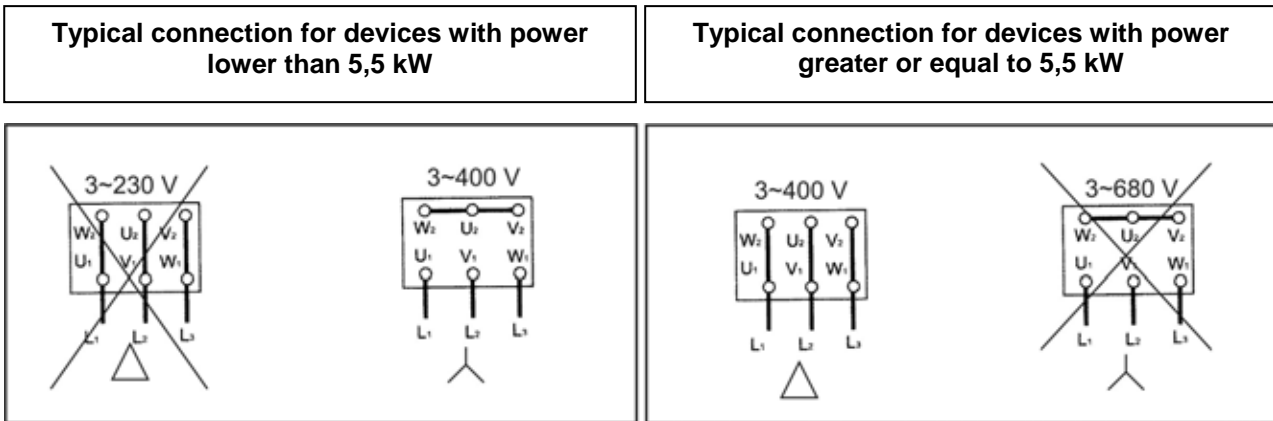 Typical connection for devices with power
lower than 5,5 kW
Typical connection for devices with power
greater or equal to 5,5 kW
3~230 V
W₂ U₂ V₂
U₁ V₁ W₁
L₁ L₂ L₃
3~400 V
W₂ U₂ V₂
U₁ V₁ W₁
L₁ L₂ L₃
3~400 V
W₂ U₂ V₂
U₁ V₁ W₁
L₁ L₂ L₃
3~680 V
W₂ U₂ V₂
U₁ V₁ W₁
L₁ L₂ L₃